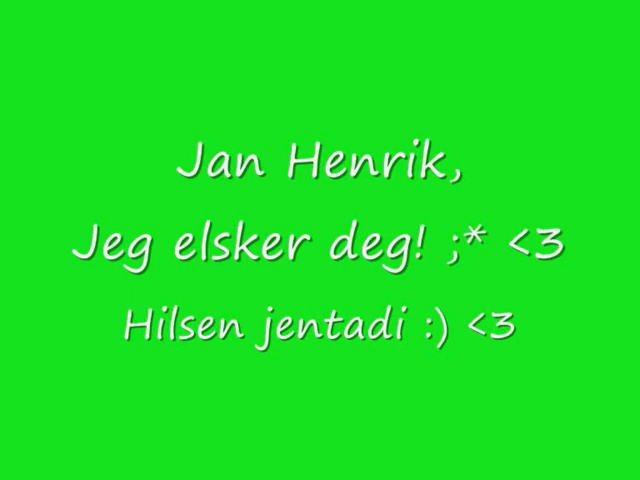 Jan Henrik,
Jeg elsker deg! ;* <3
Hilsen jentadi :) <3